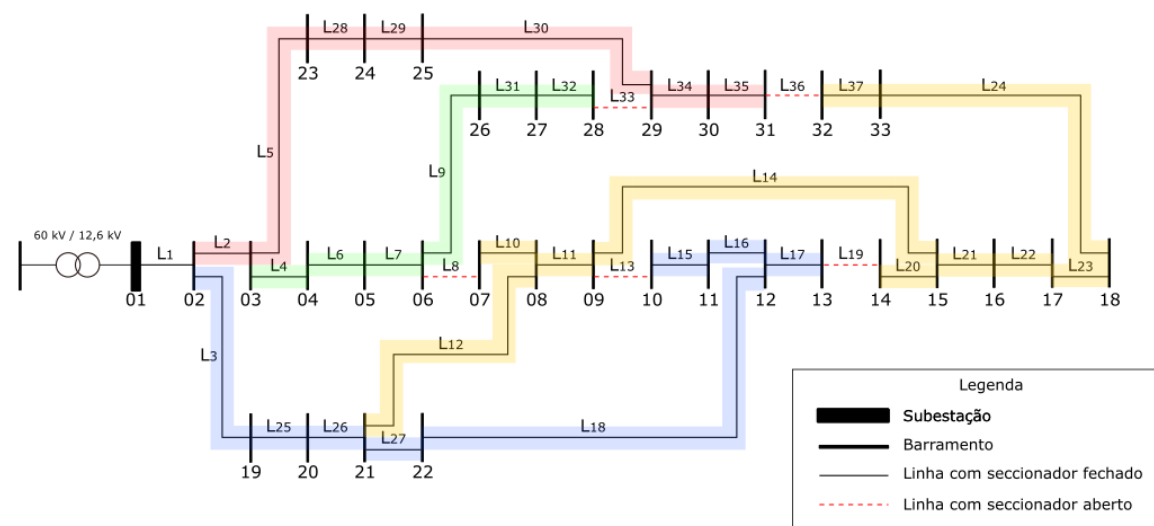 L28 L29 L30
23 24 25
L31 L32 L33 L34 L35 L36 L37 L24
26 27 28 29 30 31 32 33
L5 L9
L14
60 kV / 12,6 kV
L1 L2 L4 L6 L7 L8 L10 L11 L13 L15 L16 L17 L19 L20 L21 L22 L23
01 02 03 04 05 06 07 08 09 10 11 12 13 14 15 16 17 18
L3 L12
L25 L26 L27 L18
19 20 21 22
Legenda
Subestação
Barramento
Linha com seccionador fechado
Linha com seccionador aberto